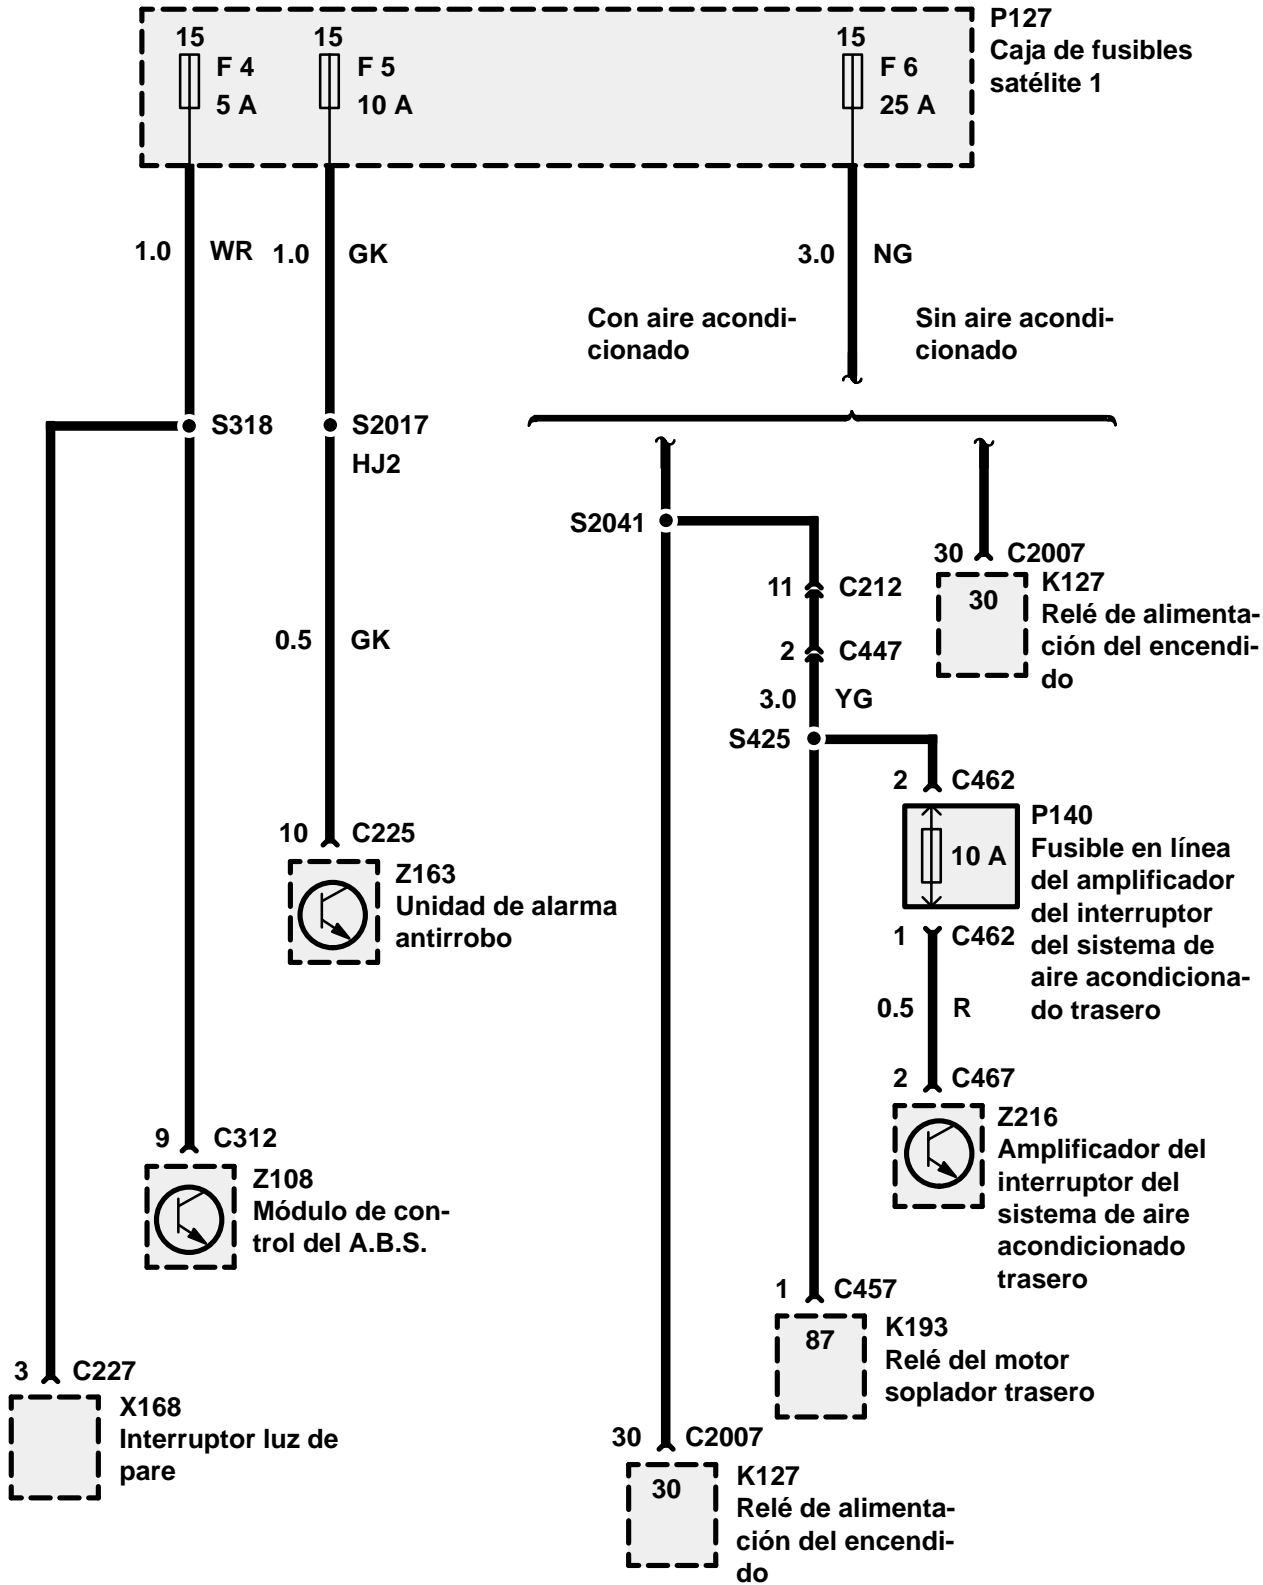 P127
Caja de fusibles
satélite 1
15
F 4
5 A
15
F 5
10 A
15
F 6
25 A
1.0 WR
1.0 GK
3.0 NG
Con aire acondi-
cionado
Sin aire acondi-
cionado
S318
S2017
HJ2
S2041
30 C2007
30
K127
Relé de alimenta-
ción del encendi-
do
11 C212
2 C447
3.0 YG
S425
0.5 GK
2 C462
10 A
P140
Fusible en línea
del amplificador
del interruptor
del sistema de
aire acondiciona-
do trasero
1 C462
0.5 R
10 C225
Z163
Unidad de alarma
antirrobo
2 C467
Z216
Amplificador del
interruptor del
sistema de aire
acondicionado
trasero
9 C312
Z108
Módulo de con-
trol del A.B.S.
1 C457
87
K193
Relé del motor
soplador trasero
3 C227
X168
Interruptor luz de
pare
30 C2007
30
K127
Relé de alimenta-
ción del encendi-
do